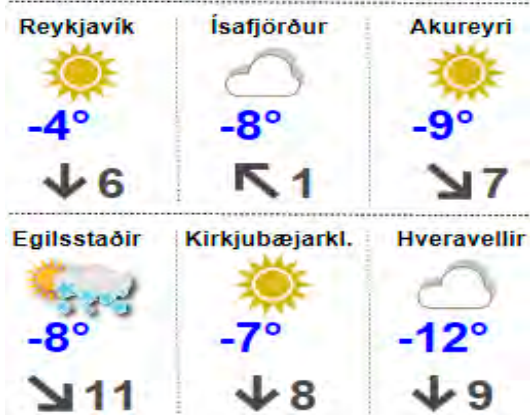 Reykjavík Ísafjörður Akureyri
-4° -8° -9°
6 1 7
Egilsstaðir Kirkjubæjarkl. Hveravellir
-8° -7° -12°
11 8 9